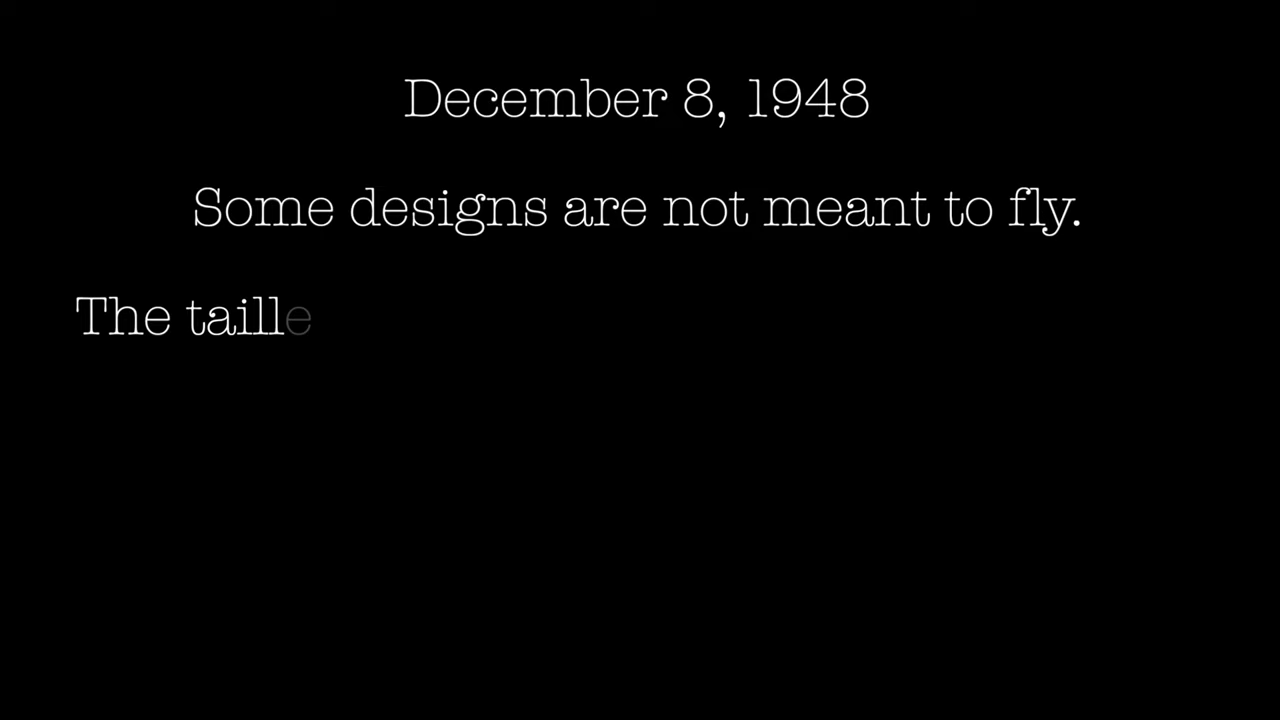 December 8, 1948
Some designs are not meant to fly.
The taille